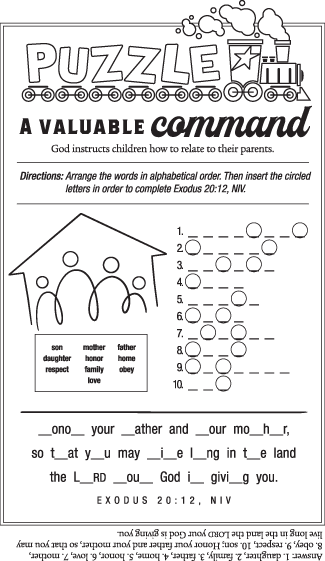 PUZZLE
A VALUABLE command
God instructs children how to relate to their parents.
Directions: Arrange the words in alphabetical order. Then insert the circled
letters in order to complete Exodus 20:12, NIV.
1. _ _ _ _ _ _ _ _
2. _ _ _ _ _ _
3. _ _ _ _ _ _
4. _ _ _ _
5. _ _ _ _ _
6. _ _ _ _
7. _ _ _ _ _ _
8. _ _ _ _
9. _ _ _ _ _ _ _
10. _ _ _
son mother father
daughter honor home
respect family obey
love
__ono__ your __ather and __our mo__h__r,
so t__at y__u may __i__e l__ng in t__e land
the L__RD __ou__ God i__ givi__g you.
EXODUS 20:12, NIV
Answer: 1. daughter, 2. family, 3. father, 4. home, 5. honor, 6. love, 7. mother,
8. obey, 9. respect, 10. son; Honor your father and your mother, so that you may
live long in the land the LORD your God is giving you.